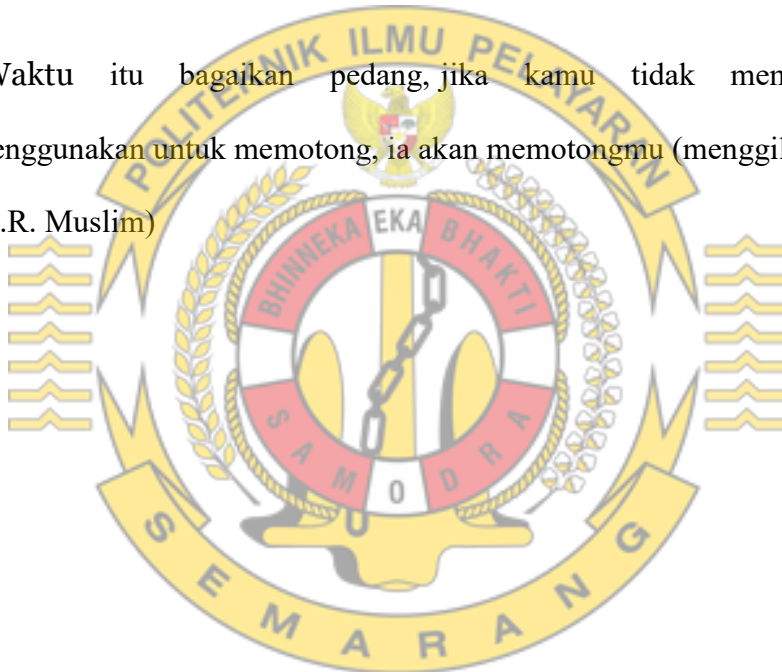 POLITEKNIK ILMU PELAYARAN
Waktu itu bagaikan pedang, jika kamu tidak men
enggunakan untuk memotong, ia akan memotongmu (menggil
.R. Muslim)
BHINNEKA EKA BHAKTI
SAMODRA
SEMARANG